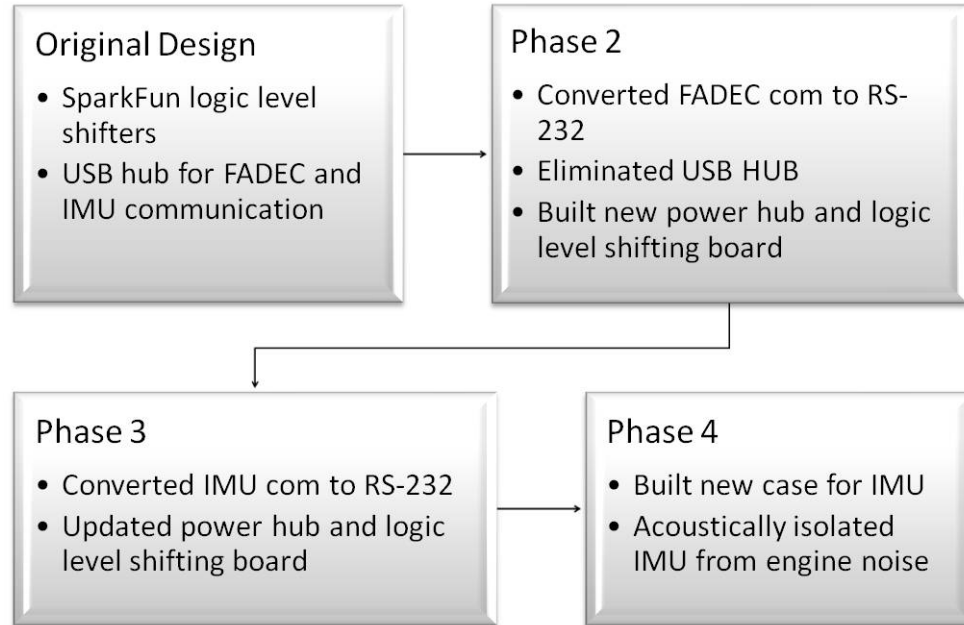 Original Design
• SparkFun logic level
shifters
• USB hub for FADEC and
IMU communication
Phase 2
• Converted FADEC com to RS-
232
• Eliminated USB HUB
• Built new power hub and logic
level shifting board
Phase 3
• Converted IMU com to RS-232
• Updated power hub and logic
level shifting board
Phase 4
• Built new case for IMU
• Acoustically isolated
IMU from engine noise